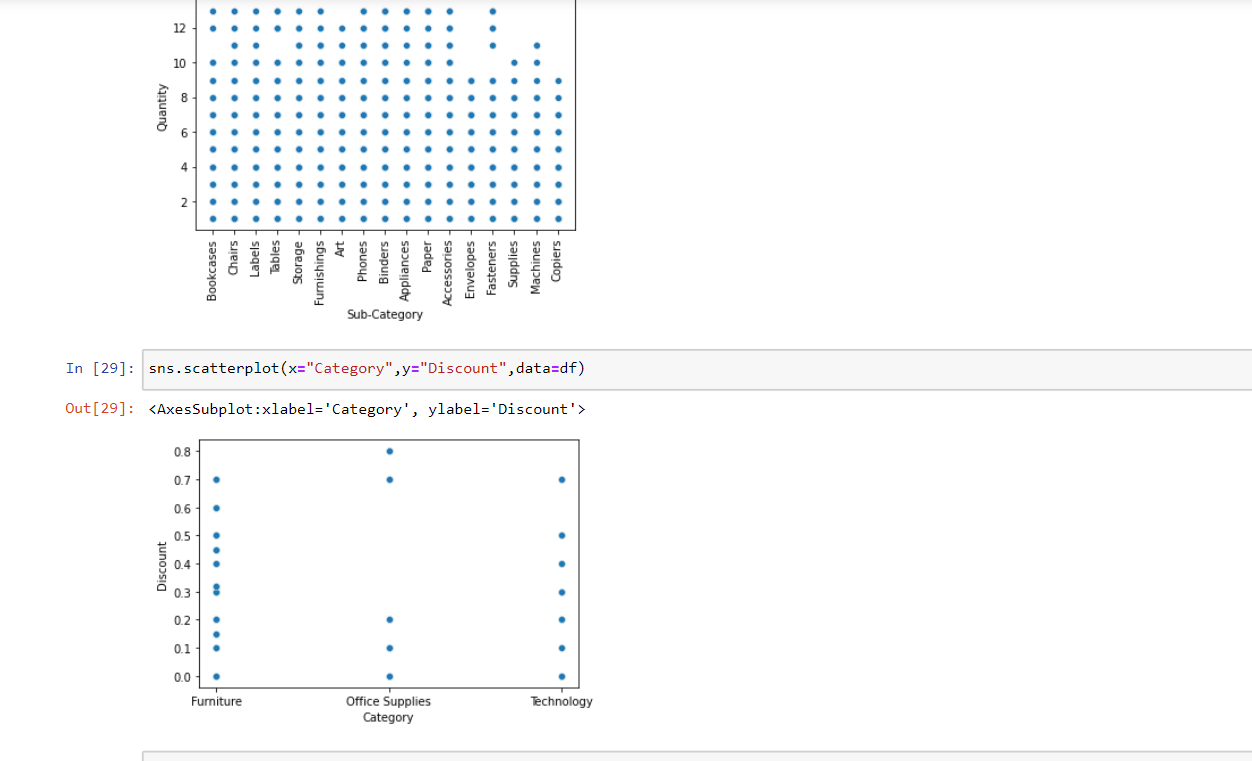 12
10
8
6
4
2
Quantity
Bookcases
Chairs
Labels
Tables
Storage
Furnishings
Art
Phones
Binders
Appliances
Paper
Accessories
Envelopes
Fasteners
Supplies
Machines
Copiers
Sub-Category
In [29]: sns.scatterplot(x="Category",y="Discount",data=df)
Out[29]: <AxesSubplot:xlabel='Category', ylabel='Discount'>
0.8
0.7
0.6
0.5
0.4
0.3
0.2
0.1
0.0
Discount
Furniture Office Supplies Technology
Category